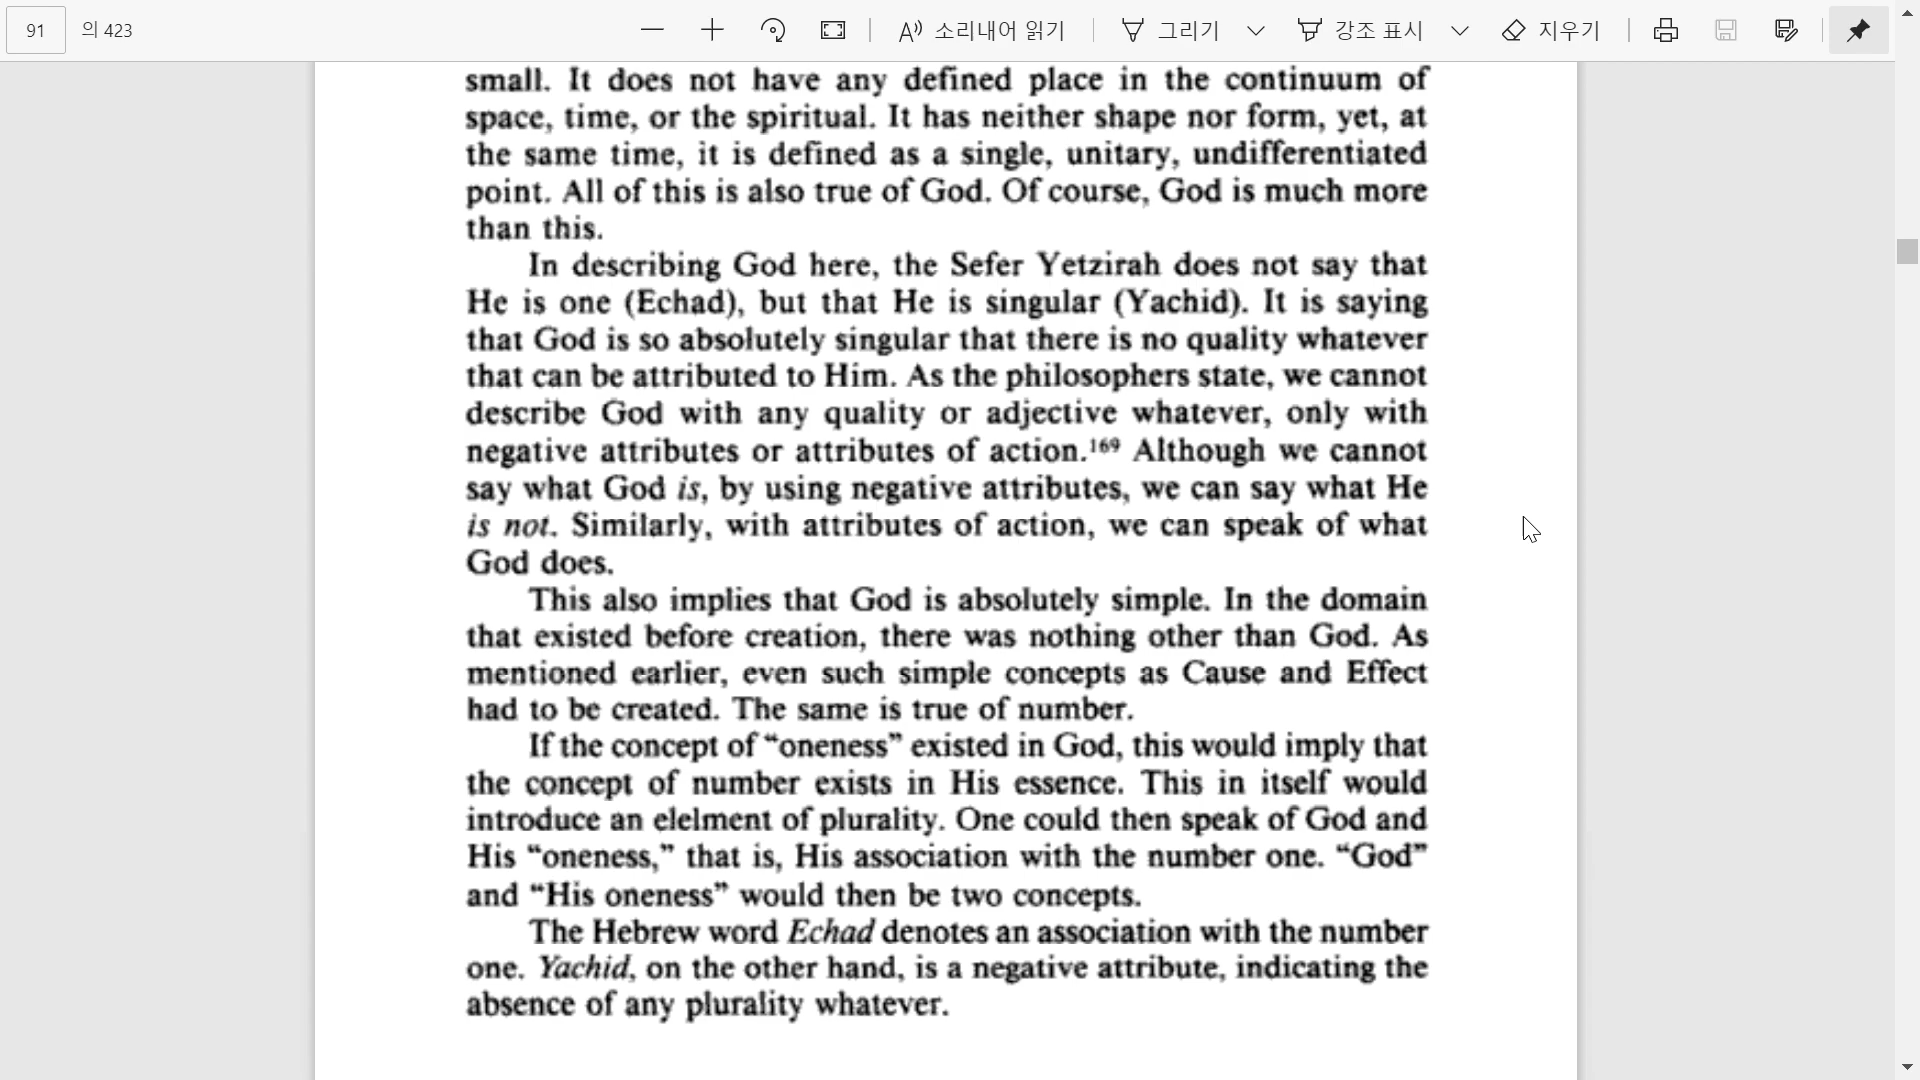 91 의 423 소리내어 읽기 그리기 강조 표시 지우기
small. It does not have any defined place in the continuum of
space, time, or the spiritual. It has neither shape nor form, yet, at
the same time, it is defined as a single, unitary, undifferentiated
point. All of this is also true of God. Of course, God is much more
than this.
In describing God here, the Sefer Yetzirah does not say that
He is one (Echad), but that He is singular (Yachid). It is saying
that God is so absolutely singular that there is no quality whatever
that can be attributed to Him. As the philosophers state, we cannot
describe God with any quality or adjective whatever, only with
negative attributes or attributes of action.¹⁶⁹ Although we cannot
say what God is, by using negative attributes, we can say what He
is not. Similarly, with attributes of action, we can speak of what
God does.
This also implies that God is absolutely simple. In the domain
that existed before creation, there was nothing other than God. As
mentioned earlier, even such simple concepts as Cause and Effect
had to be created. The same is true of number.
If the concept of “oneness” existed in God, this would imply that
the concept of number exists in His essence. This in itself would
introduce an elelment of plurality. One could then speak of God and
His “oneness,” that is, His association with the number one. “God”
and “His oneness” would then be two concepts.
The Hebrew word Echad denotes an association with the number
one. Yachid, on the other hand, is a negative attribute, indicating the
absence of any plurality whatever.